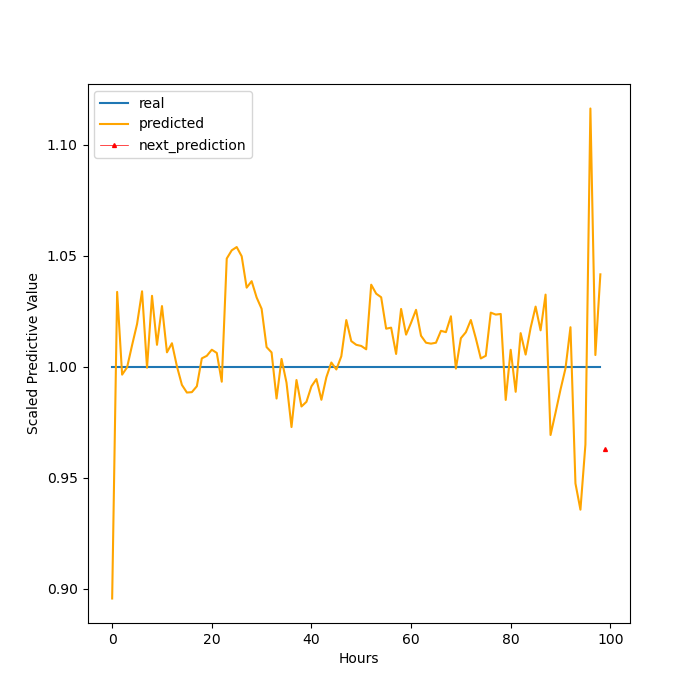 real
predicted
next_prediction
1.10
1.05
1.00
0.95
0.90
Scaled Predictive Value
0 20 40 60 80 100
Hours